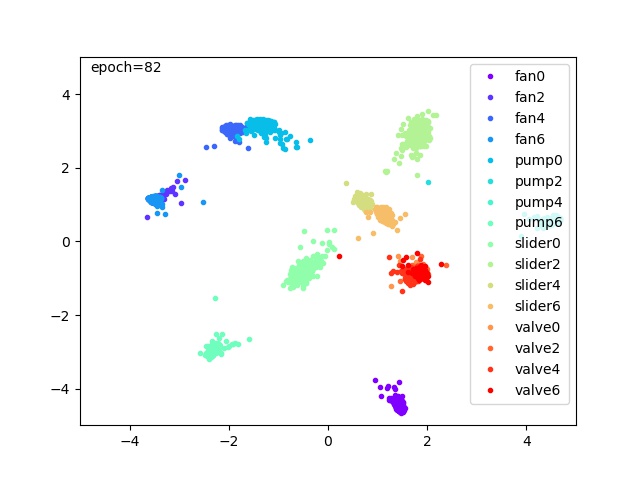 epoch=82
fan0
fan2
fan4
fan6
pump0
pump2
pump4
pump6
slider0
slider2
slider4
slider6
valve0
valve2
valve4
valve6
4
2
0
−2
−4
−4
−2
0
2
4